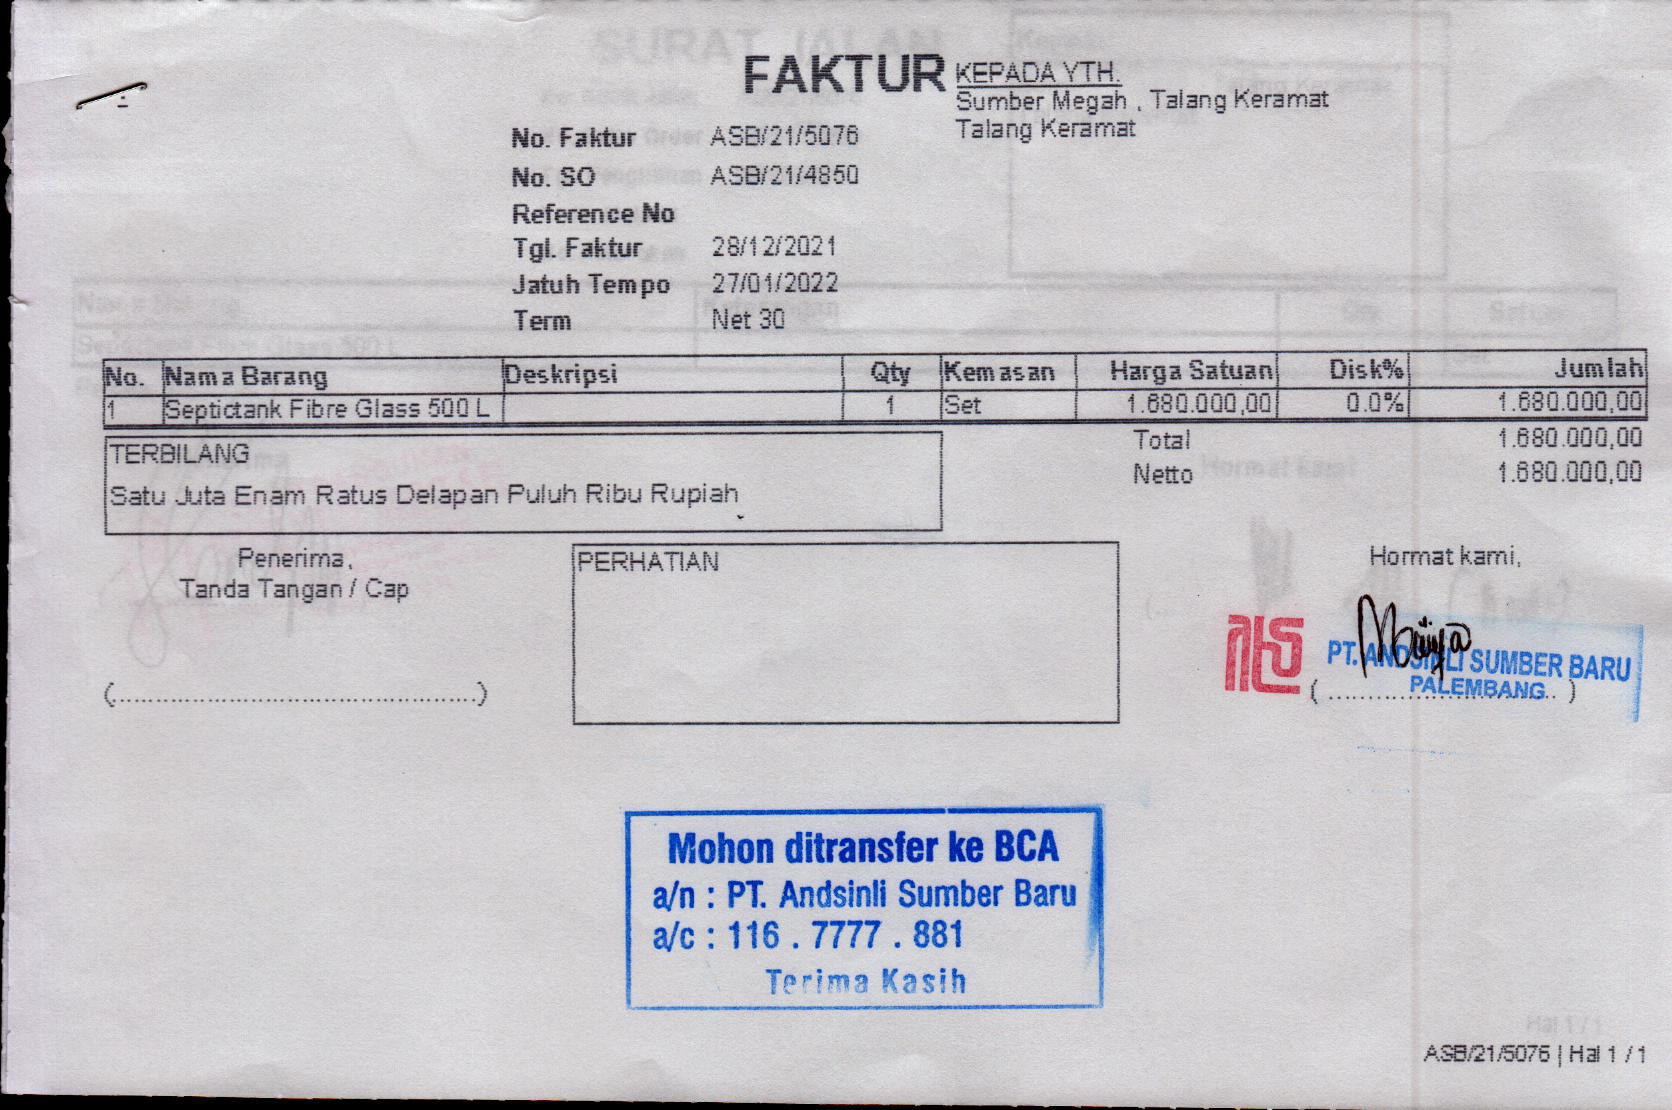 FAKTUR
KEPADA YTH.
Sumber Megah , Talang Keramat
Talang Keramat
No. Faktur ASB/21/5076
No. SO ASB/21/4850
Reference No
Tgl. Faktur 28/12/2021
Jatuh Tempo 27/01/2022
Term Net 30
No. Nama Barang Deskripsi Qty Kemasan Harga Satuan Disk% Jumlah
1 Septictank Fibre Glass 500 L 1 Set 1.680.000,00 0.0% 1.680.000,00
TERBILANG
Satu Juta Enam Ratus Delapan Puluh Ribu Rupiah
Total 1.680.000,00
Netto 1.680.000,00
Penerima,
Tanda Tangan / Cap
(...............................................)
PERHATIAN
Hormat kami,
PT. ANDSINLI SUMBER BARU
PALEMBANG
Mohon ditransfer ke BCA
a/n : PT. Andsinli Sumber Baru
a/c : 116 . 7777 . 881
Terima Kasih
ASB/21/5076 | Hal 1 / 1